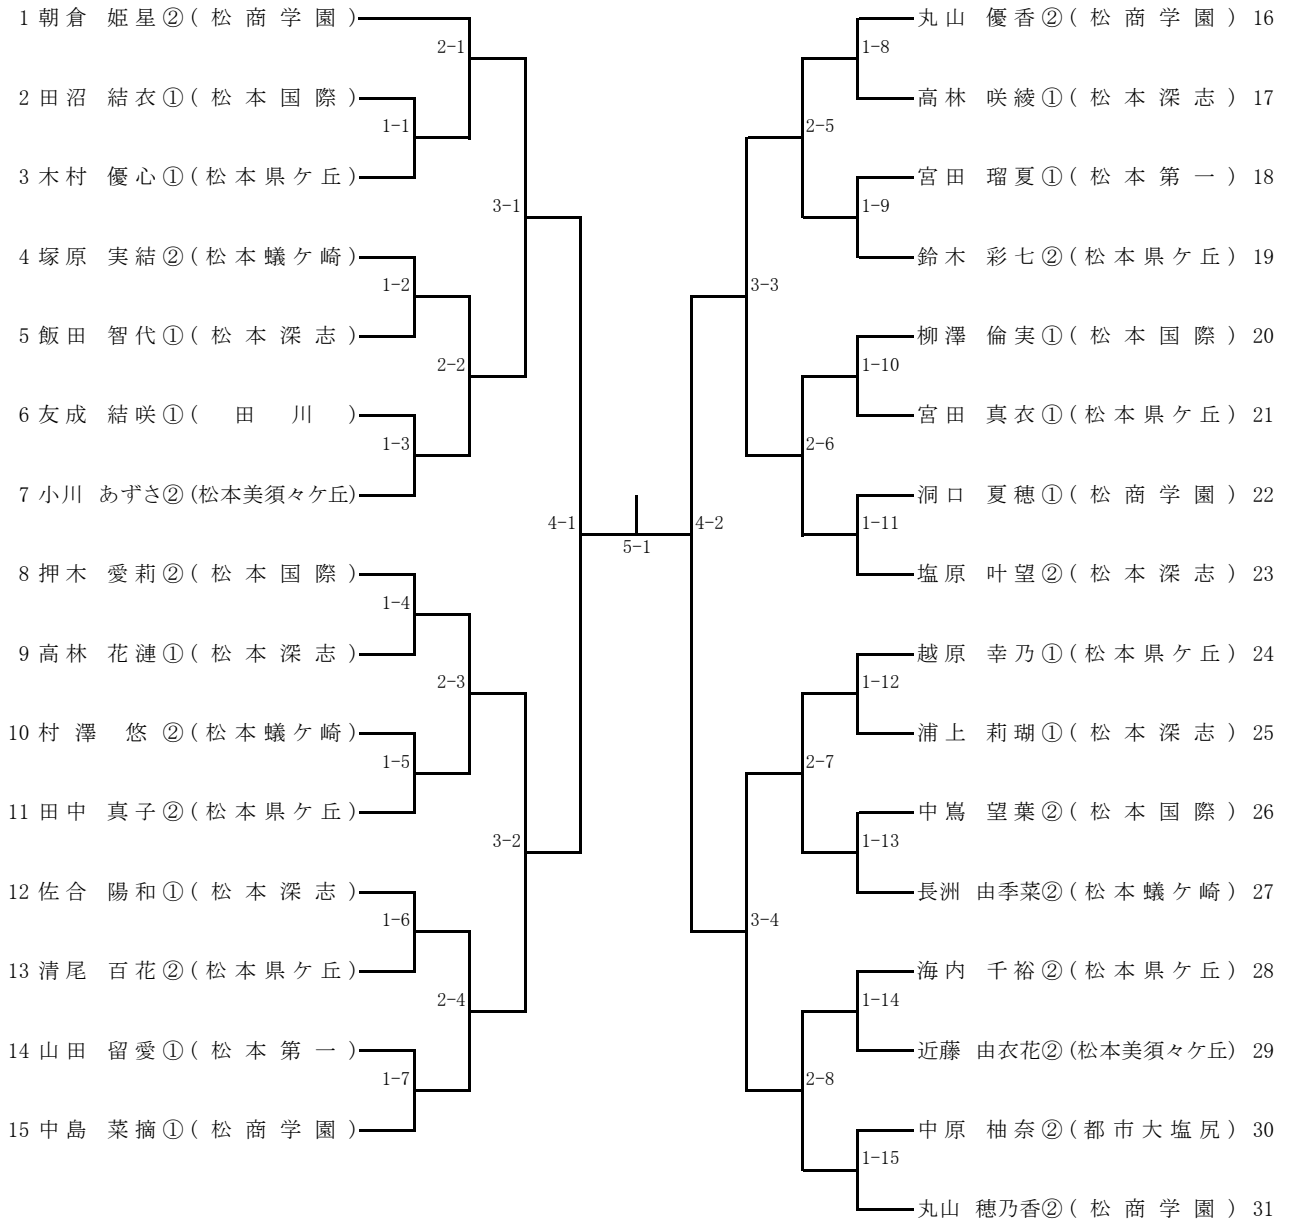 1 朝倉 姫星②(松商学園)
2-1
2 田沼 結衣①(松本国際)
1-1
3 木村 優心①(松本県ケ丘)
3-1
4 塚原 実結②(松本蟻ケ崎)
1-2
5 飯田 智代①(松本深志)
2-2
6 友成 結咲①(田川)
1-3
7 小川 あずさ②(松本美須々ケ丘)
4-1
8 押木 愛莉②(松本国際)
1-4
9 高林 花漣①(松本深志)
2-3
10 村澤 悠②(松本蟻ケ崎)
1-5
11 田中 真子②(松本県ケ丘)
3-2
12 佐合 陽和①(松本深志)
1-6
13 清尾 百花②(松本県ケ丘)
2-4
14 山田 留愛①(松本第一)
1-7
15 中島 菜摘①(松商学園)
5-1
丸山 優香②(松商学園) 16
1-8
高林 咲綾①(松本深志) 17
2-5
宮田 瑠夏①(松本第一) 18
1-9
鈴木 彩七②(松本県ケ丘) 19
3-3
柳澤 倫実①(松本国際) 20
1-10
宮田 真衣①(松本県ケ丘) 21
2-6
洞口 夏穂①(松商学園) 22
1-11
4-2
塩原 叶望②(松本深志) 23
越原 幸乃①(松本県ケ丘) 24
1-12
浦上 莉瑚①(松本深志) 25
2-7
中嶌 望葉②(松本国際) 26
1-13
長洲 由季菜②(松本蟻ケ崎) 27
3-4
海内 千裕②(松本県ケ丘) 28
1-14
近藤 由衣花②(松本美須々ケ丘) 29
2-8
中原 柚奈②(都市大塩尻) 30
1-15
丸山 穂乃香②(松商学園) 31